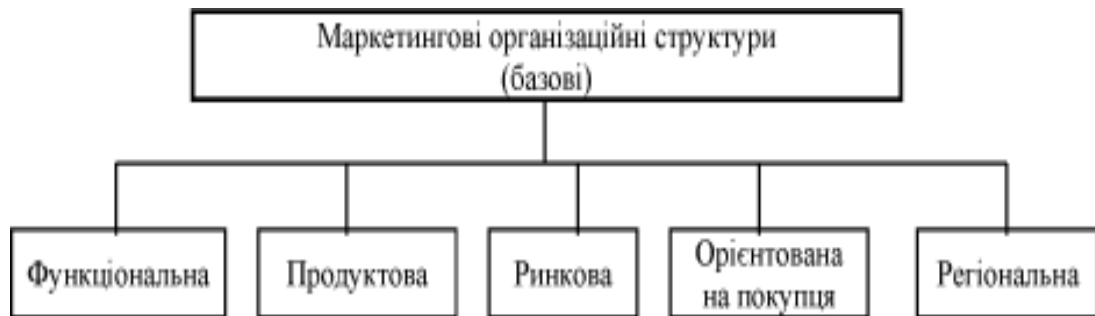 Маркетингові організаційні структури
(базові)
Функціональна
Продуктова
Ринкова
Орієнтована
на покупця
Регіональна